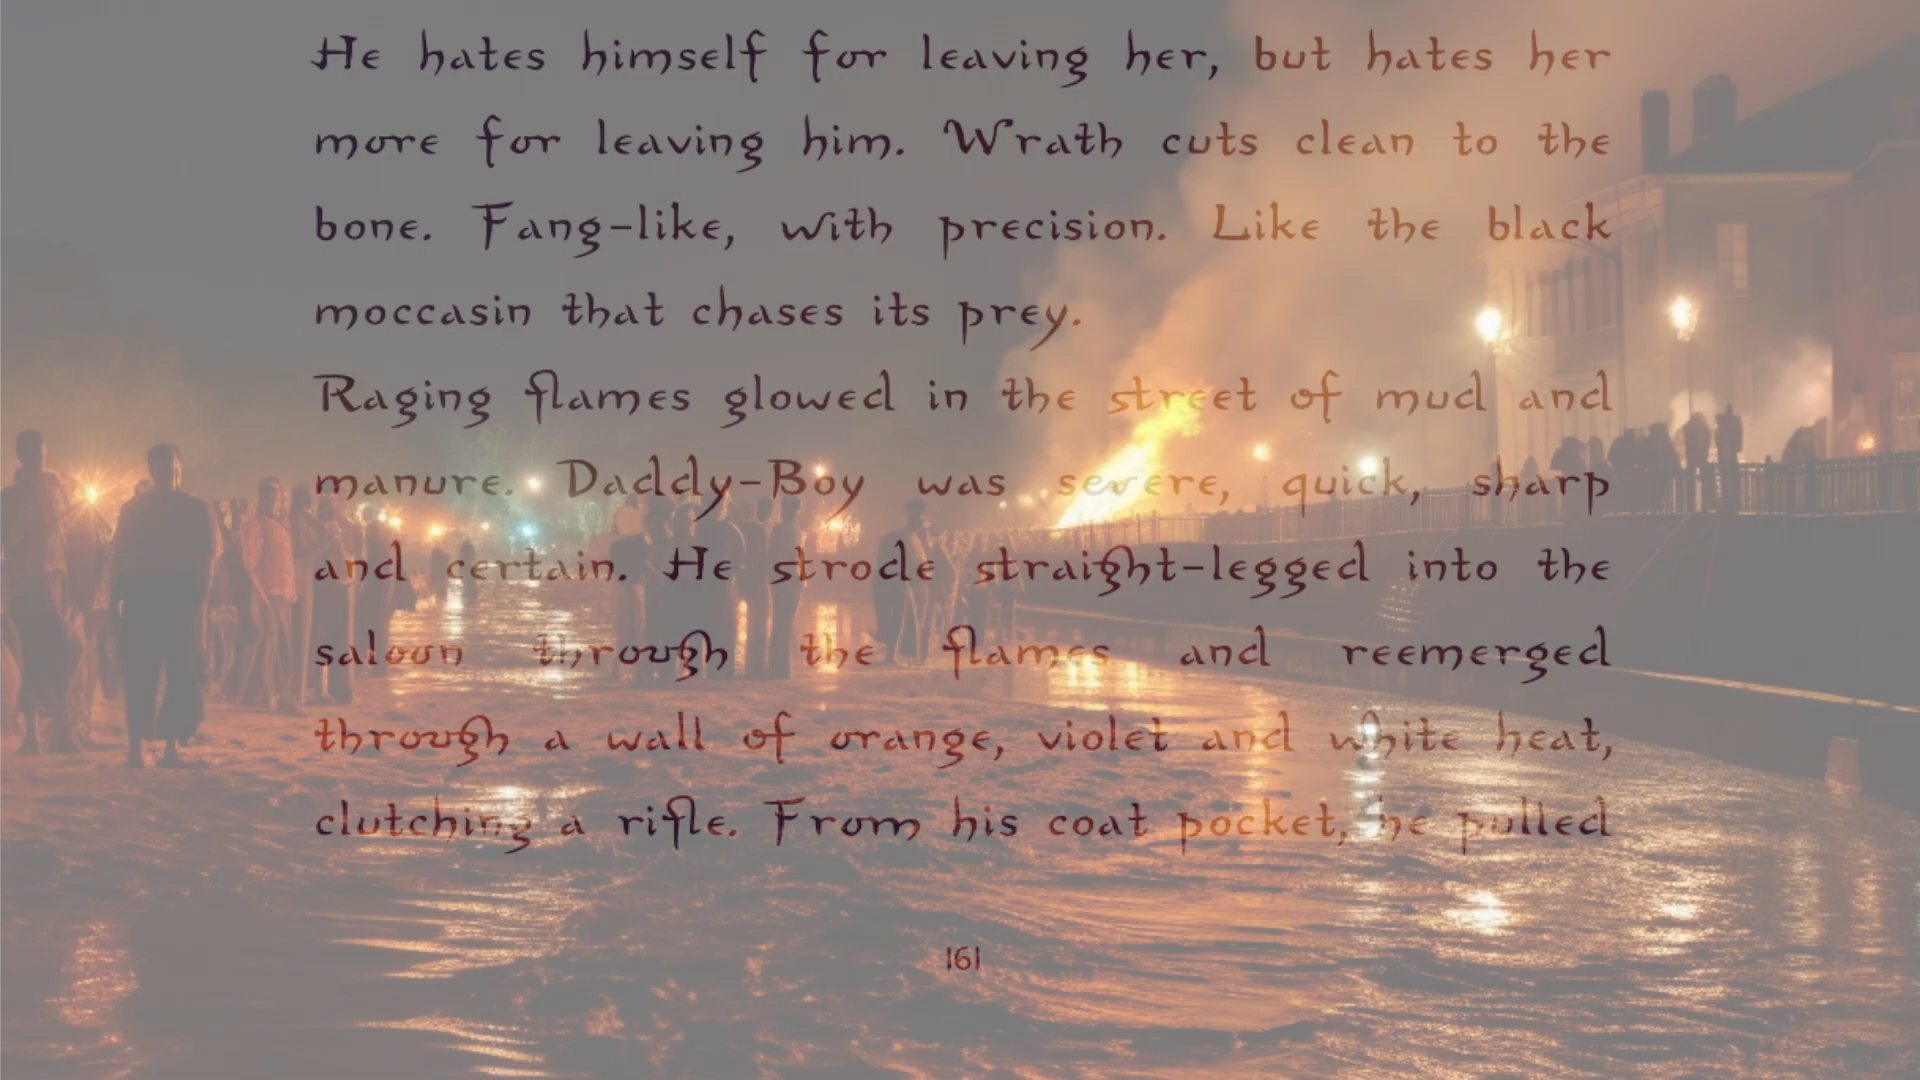 He hates himself for leaving her, but hates her
more for leaving him. Wrath cuts clean to the
bone. Fang-like, with precision. Like the black
moccasin that chases its prey.
Raging flames glowed in the street of mud and
manure. Daddy-Boy was severe, quick, sharp
and certain. He strode straight-legged into the
saloon through the flames and reemerged
through a wall of orange, violet and white heat,
clutching a rifle. From his coat pocket, he pulled
161